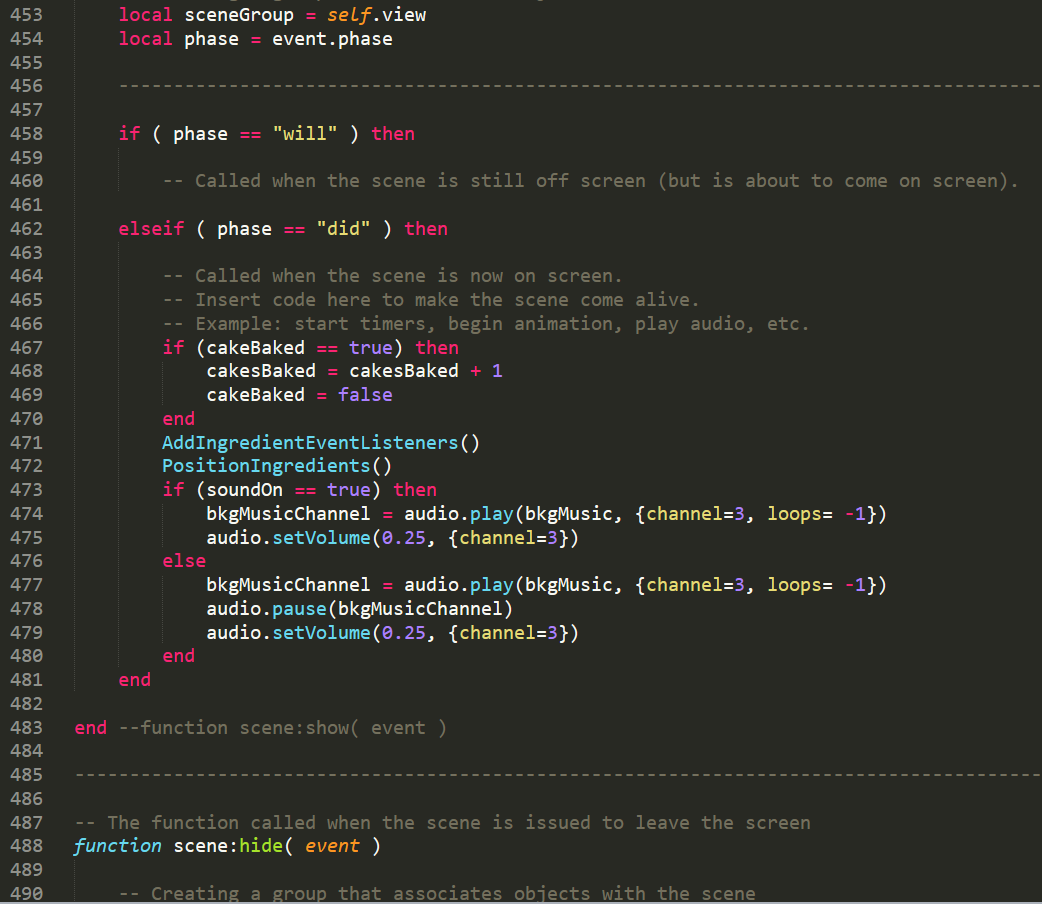 453 local sceneGroup = self.view
454 local phase = event.phase
455
456 -------------------------------------------------------------------------------------
457
458 if ( phase == "will" ) then
459
460 -- Called when the scene is still off screen (but is about to come on screen).
461
462 elseif ( phase == "did" ) then
463
464 -- Called when the scene is now on screen.
465 -- Insert code here to make the scene come alive.
466 -- Example: start timers, begin animation, play audio, etc.
467 if (cakeBaked == true) then
468 cakesBaked = cakesBaked + 1
469 cakeBaked = false
470 end
471 AddIngredientEventListeners()
472 PositionIngredients()
473 if (soundOn == true) then
474 bkgMusicChannel = audio.play(bkgMusic, {channel=3, loops= -1})
475 audio.setVolume(0.25, {channel=3})
476 else
477 bkgMusicChannel = audio.play(bkgMusic, {channel=3, loops= -1})
478 audio.pause(bkgMusicChannel)
479 audio.setVolume(0.25, {channel=3})
480 end
481 end
482
483 end --function scene:show( event )
484
485 -----------------------------------------------------------------------------------------
486
487 -- The function called when the scene is issued to leave the screen
488 function scene:hide( event )
489
490 -- Creating a group that associates objects with the scene